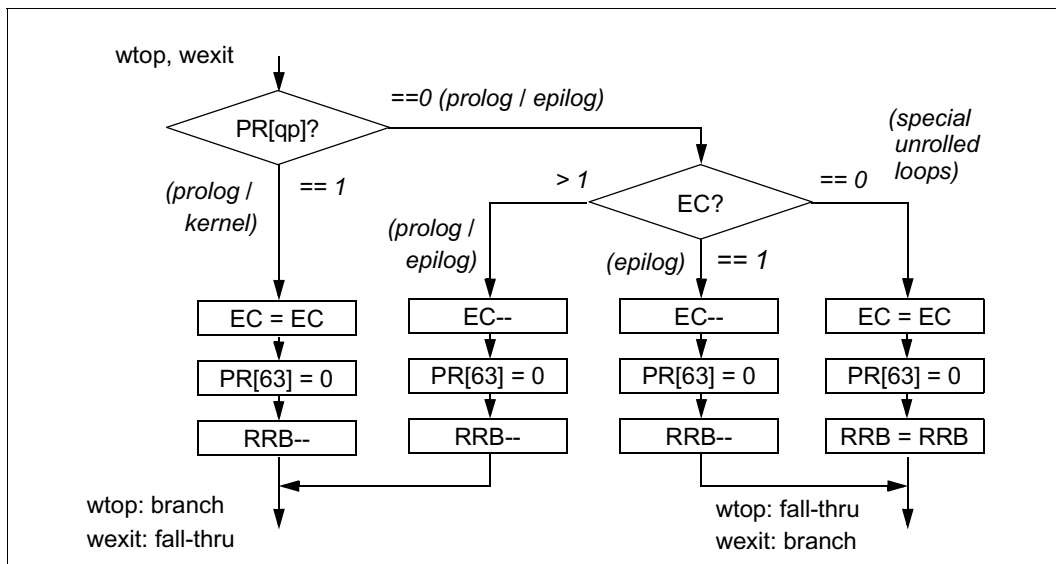 wtop, wexit
==0 (prolog / epilog)
PR[qp]?
(special
unrolled
loops)
(prolog /
kernel)
== 1
> 1
EC?
== 0
(prolog /
epilog)
(epilog)
== 1
EC = EC
EC--
EC--
EC = EC
PR[63] = 0
PR[63] = 0
PR[63] = 0
PR[63] = 0
RRB--
RRB--
RRB--
RRB = RRB
wtop: branch
wexit: fall-thru
wtop: fall-thru
wexit: branch